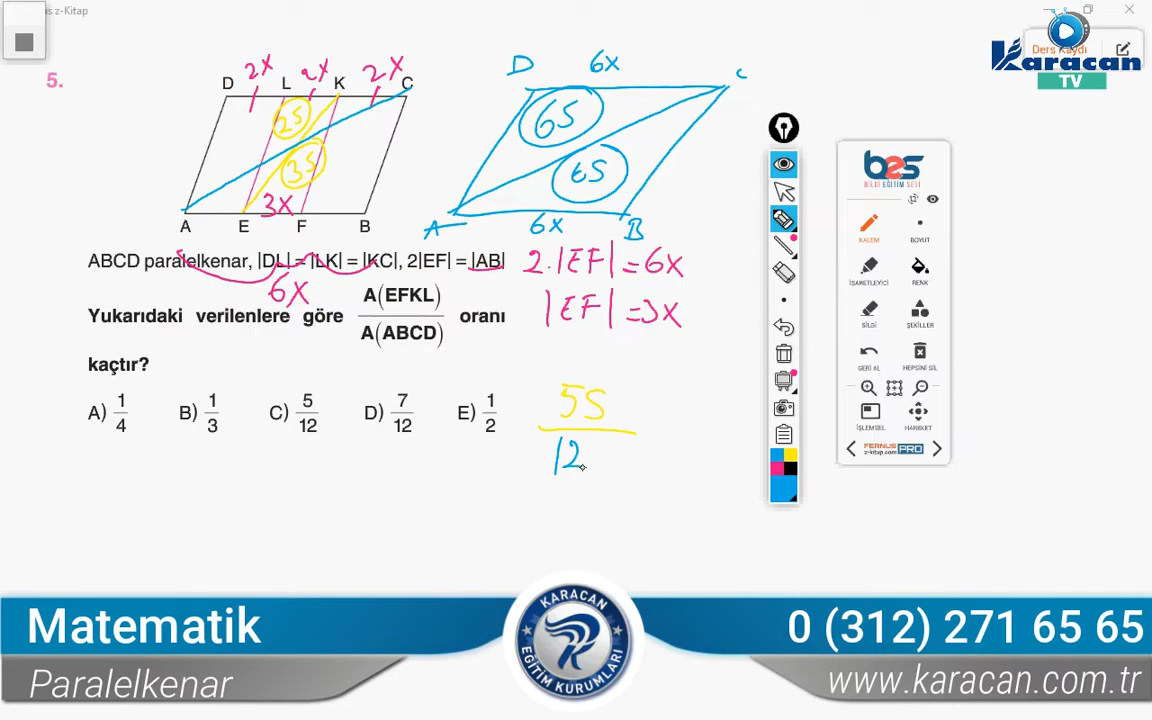 us z-Kitap
Ders Kaydı
Karacan
TV
5.
D 2x L 2x K 2x C
2S
3S
3x
A E F B
D 6x C
6S
6S
A 6x B
ABCD paralelkenar, |DL| = |LK| = |KC|, 2|EF| = |AB|
6x
2.|EF| = 6x
|EF| = 3x
Yukarıdaki verilenlere göre A(EFKL) / A(ABCD) oranı
kaçtır?
A) 1/4 B) 1/3 C) 5/12 D) 7/12 E) 1/2
5S
12
b2s
BİLGİ EĞİTİM SETİ
KALEM BOYUT
İŞARETLEYİCİ RENK
SİLGİ ŞEKİLLER
GERİ AL HEPSİNİ SİL
İŞLEMSEL HAREKET
FERNUS PRO
z-kitap.com
Matematik
KARACAN
EĞİTİM KURUMLARI
0 (312) 271 65 65
Paralelkenar
www.karacan.com.tr